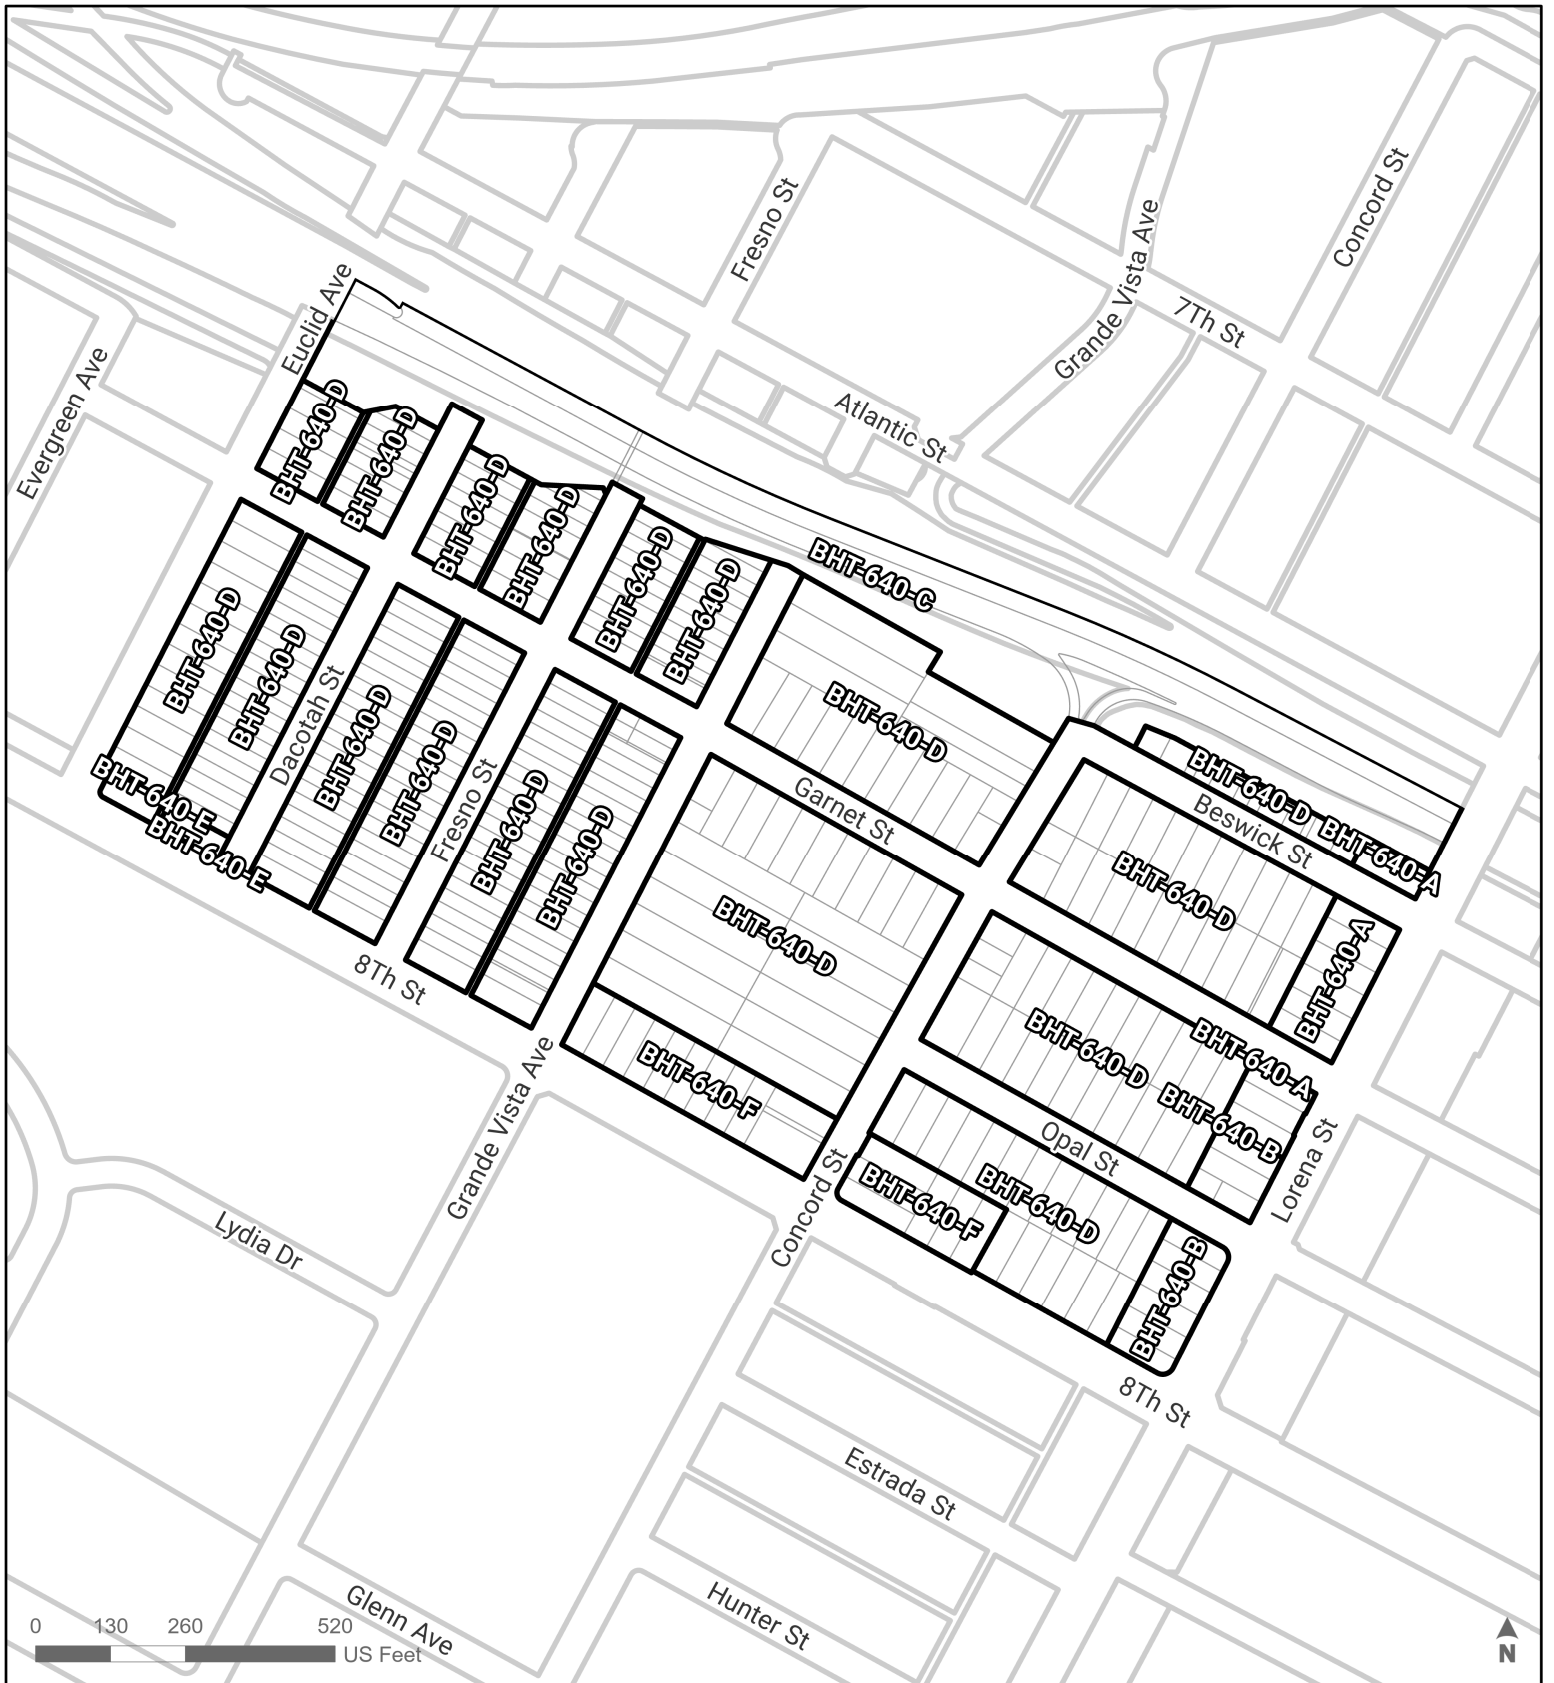 Fresno St
Concord St
Grande Vista Ave
7Th St
Euclid Ave
Evergreen Ave
Atlantic St
BHT-640-D
BHT-640-D
BHT-640-D
BHT-640-D
BHT-640-D
BHT-640-D
BHT-640-C
BHT-640-D
BHT-640-D
BHT-640-D
BHT-640-D
BHT-640-D
BHT-640-D
BHT-640-D
Dacotah St
Fresno St
Garnet St
BHT-640-D
BHT-640-A
Beswick St
BHT-640-E
BHT-640-E
BHT-640-D
BHT-640-D
BHT-640-A
8Th St
BHT-640-D
BHT-640-A
BHT-640-B
BHT-640-F
Grande Vista Ave
Opal St
Lorena St
BHT-640-F
BHT-640-D
Concord St
BHT-640-B
Lydia Dr
8Th St
Estrada St
Glenn Ave
Hunter St
0 130 260 520
US Feet
N